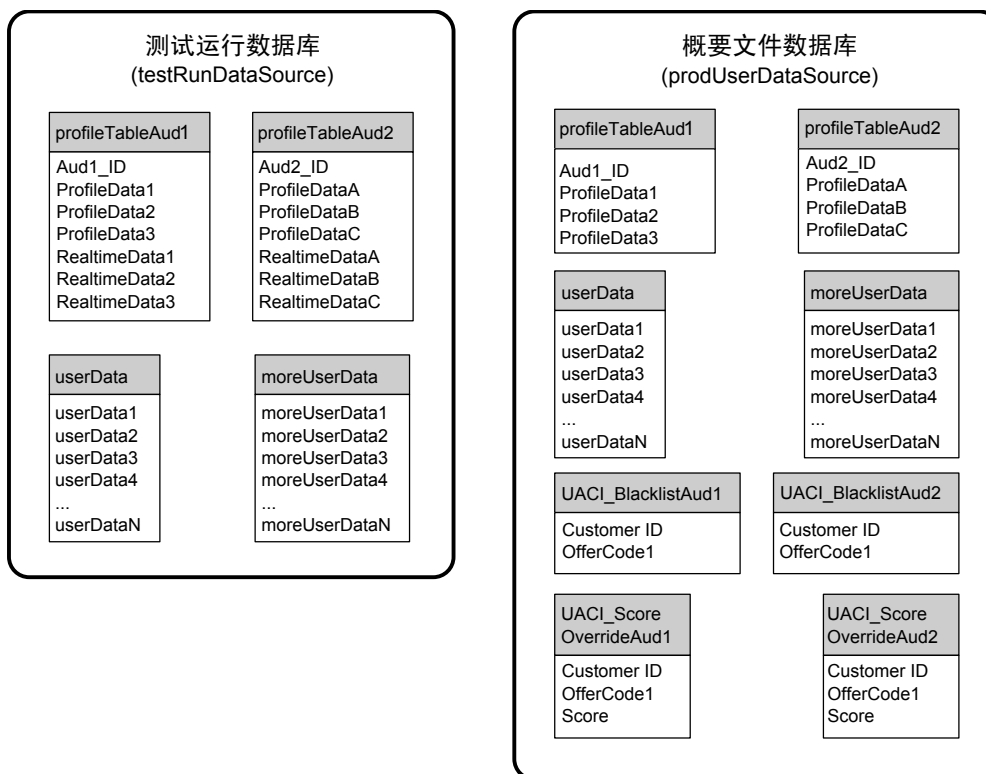 测试运行数据库
(testRunDataSource)
profileTableAud1
Aud1_ID
ProfileData1
ProfileData2
ProfileData3
RealtimeData1
RealtimeData2
RealtimeData3
profileTableAud2
Aud2_ID
ProfileDataA
ProfileDataB
ProfileDataC
RealtimeDataA
RealtimeDataB
RealtimeDataC
userData
userData1
userData2
userData3
userData4
...
userDataN
moreUserData
moreUserData1
moreUserData2
moreUserData3
moreUserData4
...
moreUserDataN
概要文件数据库
(prodUserDataSource)
profileTableAud1
Aud1_ID
ProfileData1
ProfileData2
ProfileData3
profileTableAud2
Aud2_ID
ProfileDataA
ProfileDataB
ProfileDataC
userData
userData1
userData2
userData3
userData4
...
userDataN
moreUserData
moreUserData1
moreUserData2
moreUserData3
moreUserData4
...
moreUserDataN
UACI_BlacklistAud1
Customer ID
OfferCode1
UACI_BlacklistAud2
Customer ID
OfferCode1
UACI_Score
OverrideAud1
Customer ID
OfferCode1
Score
UACI_Score
OverrideAud2
Customer ID
OfferCode1
Score